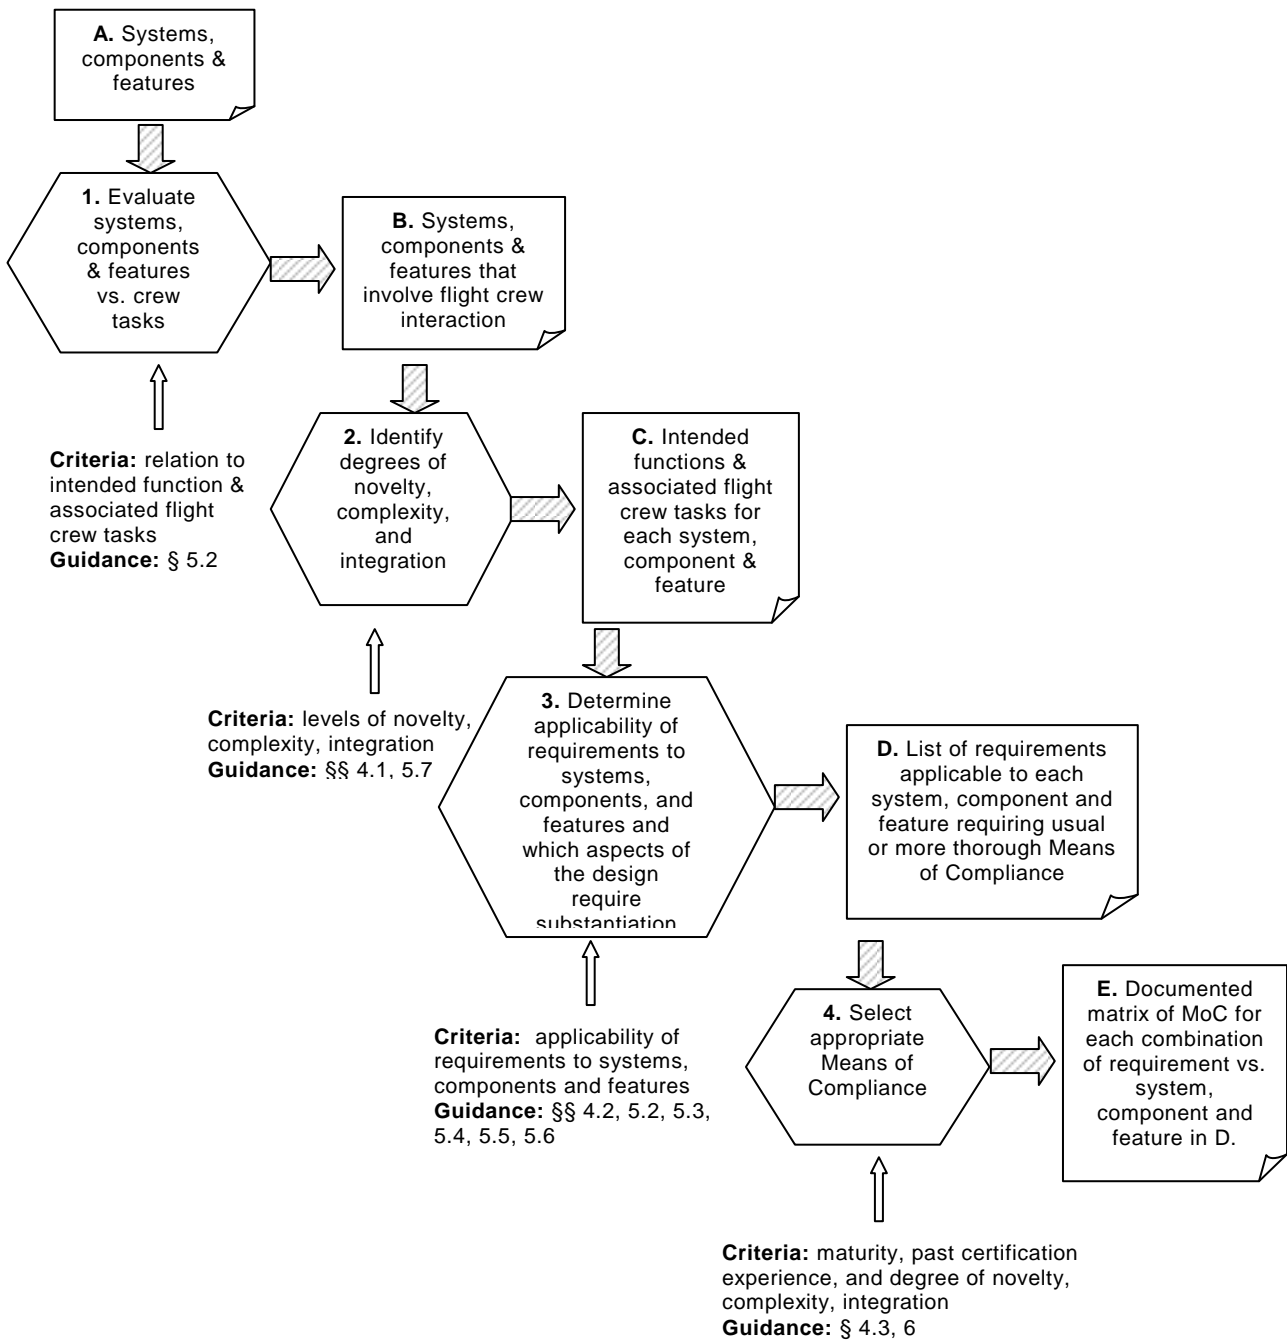 A. Systems,
components &
features
1. Evaluate
systems,
components
& features
vs. crew
tasks
B. Systems,
components &
features that
involve flight crew
interaction
Criteria: relation to
intended function &
associated flight
crew tasks
Guidance: § 5.2
2. Identify
degrees of
novelty,
complexity,
and
integration
C. Intended
functions &
associated flight
crew tasks for
each system,
component &
feature
Criteria: levels of novelty,
complexity, integration
Guidance: §§ 4.1, 5.7
3. Determine
applicability of
requirements to
systems,
components, and
features and
which aspects of
the design
require
substantiation
D. List of requirements
applicable to each
system, component and
feature requiring usual
or more thorough Means
of Compliance
Criteria: applicability of
requirements to systems,
components and features
Guidance: §§ 4.2, 5.2, 5.3,
5.4, 5.5, 5.6
4. Select
appropriate
Means of
Compliance
E. Documented
matrix of MoC for
each combination
of requirement vs.
system,
component and
feature in D.
Criteria: maturity, past certification
experience, and degree of novelty,
complexity, integration
Guidance: § 4.3, 6